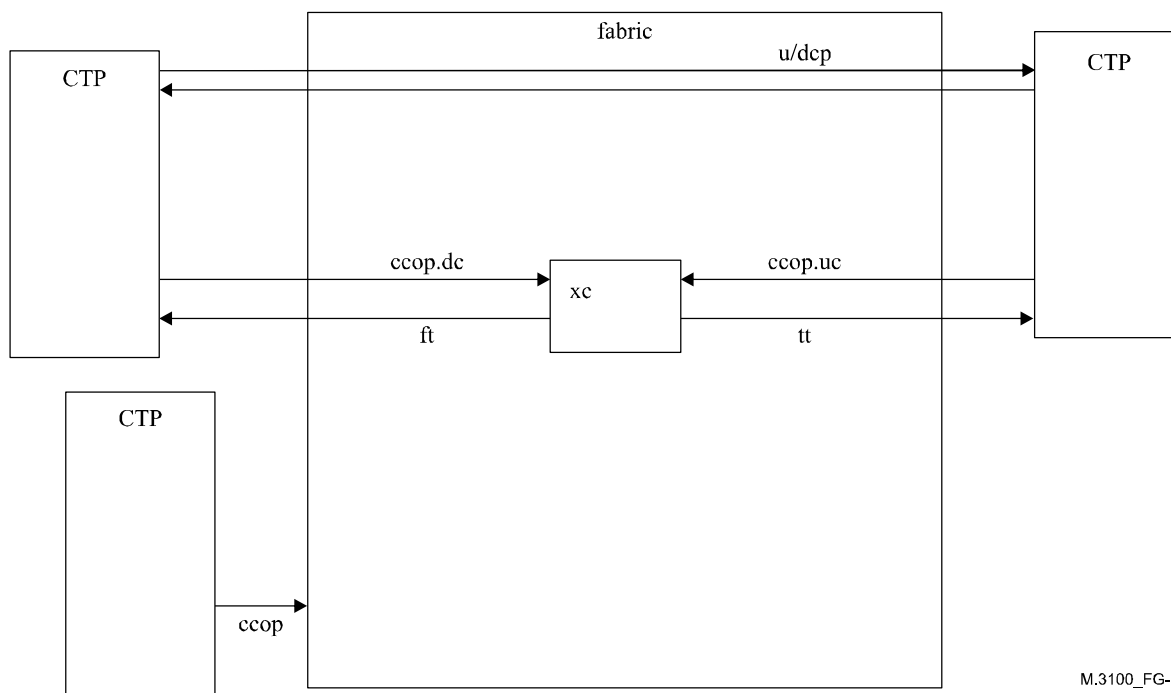 fabric
u/dcp
CTP
CTP
ccop.dc
ccop.uc
xc
ft
tt
CTP
ccop
M.3100_FG-